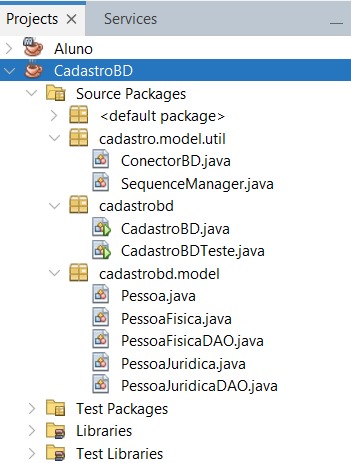 Projects × Services
Aluno
CadastroBD
Source Packages
<default package>
cadastro.model.util
ConectorBD.java
SequenceManager.java
cadastrobd
CadastroBD.java
CadastroBDTeste.java
cadastrobd.model
Pessoa.java
PessoaFisica.java
PessoaFisicaDAO.java
PessoaJuridica.java
PessoaJuridicaDAO.java
Test Packages
Libraries
Test Libraries